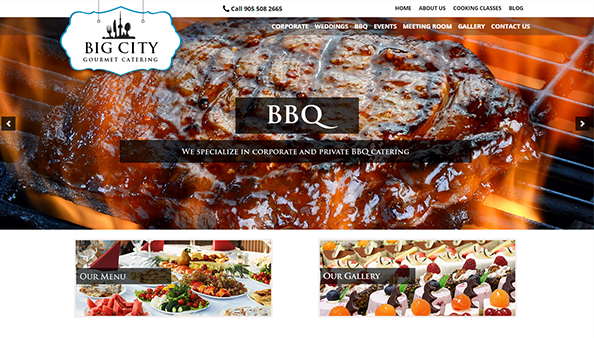 Call 905 508 2665
HOME ABOUT US COOKING CLASSES BLOG
CORPORATE WEDDINGS BBQ EVENTS MEETING ROOM GALLERY CONTACT US
BIG CITY
GOURMET CATERING
BBQ
We specialize in corporate and private BBQ catering
Our Menu
Our Gallery